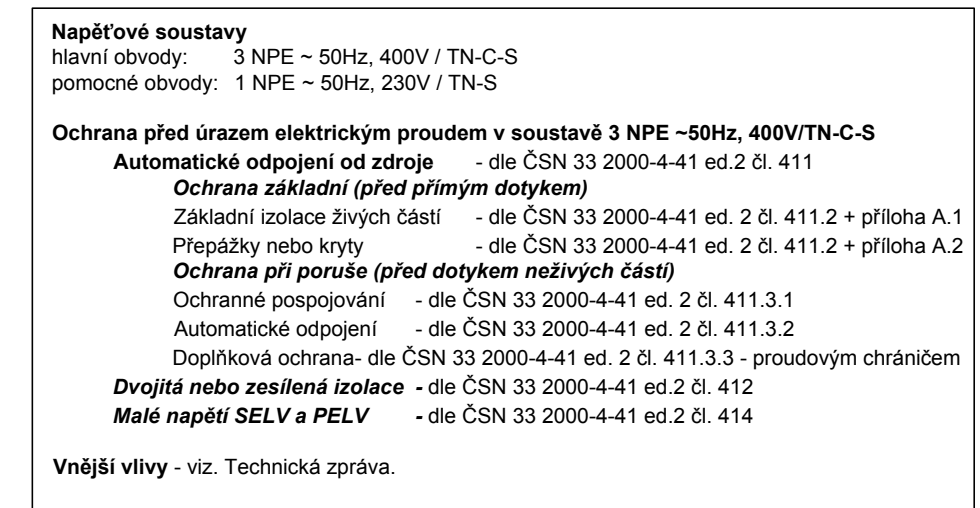 Napěťové soustavy
hlavní obvody: 3 NPE ~ 50Hz, 400V / TN-C-S
pomocné obvody: 1 NPE ~ 50Hz, 230V / TN-S
Ochrana před úrazem elektrickým proudem v soustavě 3 NPE ~50Hz, 400V/TN-C-S
Automatické odpojení od zdroje - dle ČSN 33 2000-4-41 ed.2 čl. 411
Ochrana základní (před přímým dotykem)
Základní izolace živých částí - dle ČSN 33 2000-4-41 ed. 2 čl. 411.2 + příloha A.1
Přepážky nebo kryty - dle ČSN 33 2000-4-41 ed. 2 čl. 411.2 + příloha A.2
Ochrana při poruše (před dotykem neživých částí)
Ochranné pospojování - dle ČSN 33 2000-4-41 ed. 2 čl. 411.3.1
Automatické odpojení - dle ČSN 33 2000-4-41 ed. 2 čl. 411.3.2
Doplňková ochrana- dle ČSN 33 2000-4-41 ed. 2 čl. 411.3.3 - proudovým chráničem
Dvojitá nebo zesílená izolace - dle ČSN 33 2000-4-41 ed.2 čl. 412
Malé napětí SELV a PELV - dle ČSN 33 2000-4-41 ed.2 čl. 414
Vnější vlivy - viz. Technická zpráva.